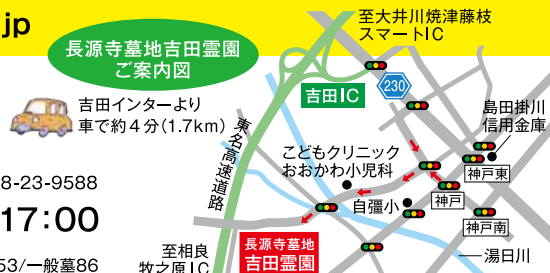 jp
至大井川焼津藤枝
スマートIC
長源寺墓地吉田霊園
ご案内図
吉田IC
230
吉田インターより
車で約4分(1.7km)
東名高速道路
島田掛川
信用金庫
こどもクリニック
おおかわ小児科
神戸東
8-23-9588
自彊小
神戸
17:00
神戸南
長源寺墓地
吉田霊園
至相良
牧之原IC
湯日川
53/一般墓86